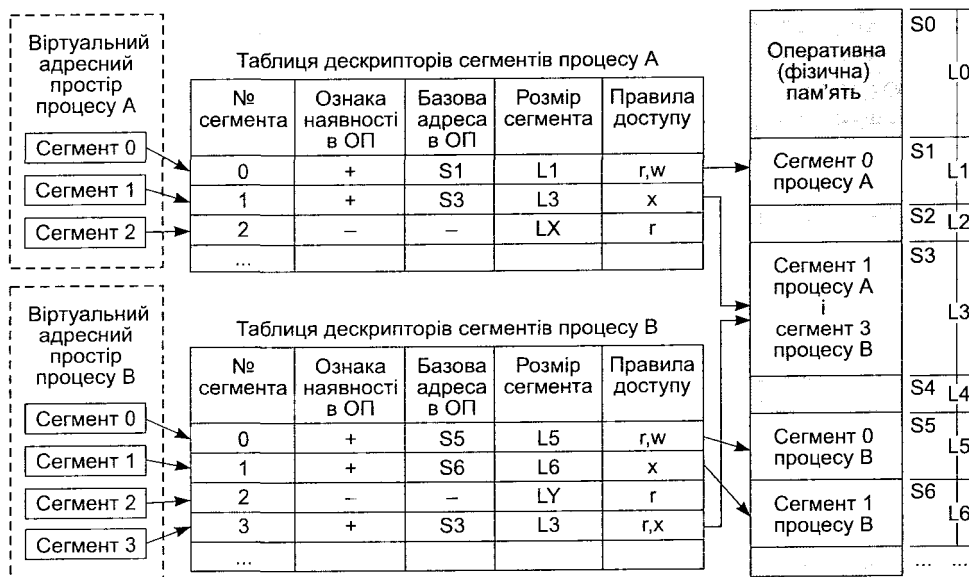 Віртуальний
адресний
простір
процесу A
Сегмент 0
Сегмент 1
Сегмент 2
Таблиця дескрипторів сегментів процесу A
№ сегмента | Ознака наявності в ОП | Базова адреса в ОП | Розмір сегмента | Правила доступу
0 | + | S1 | L1 | r,w
1 | + | S3 | L3 | x
2 | – | – | LX | r
...
Віртуальний
адресний
простір
процесу B
Сегмент 0
Сегмент 1
Сегмент 2
Сегмент 3
Таблиця дескрипторів сегментів процесу B
№ сегмента | Ознака наявності в ОП | Базова адреса в ОП | Розмір сегмента | Правила доступу
0 | + | S5 | L5 | r,w
1 | + | S6 | L6 | x
2 | – | – | LY | r
3 | + | S3 | L3 | r,x
...
Оперативна
(фізична)
пам'ять
S0
L0
Сегмент 0
процесу A
S1
L1
S2 L2
Сегмент 1
процесу A
і
сегмент 3
процесу B
S3
L3
S4 L4
Сегмент 0
процесу B
S5
L5
Сегмент 1
процесу B
S6
L6
... ...